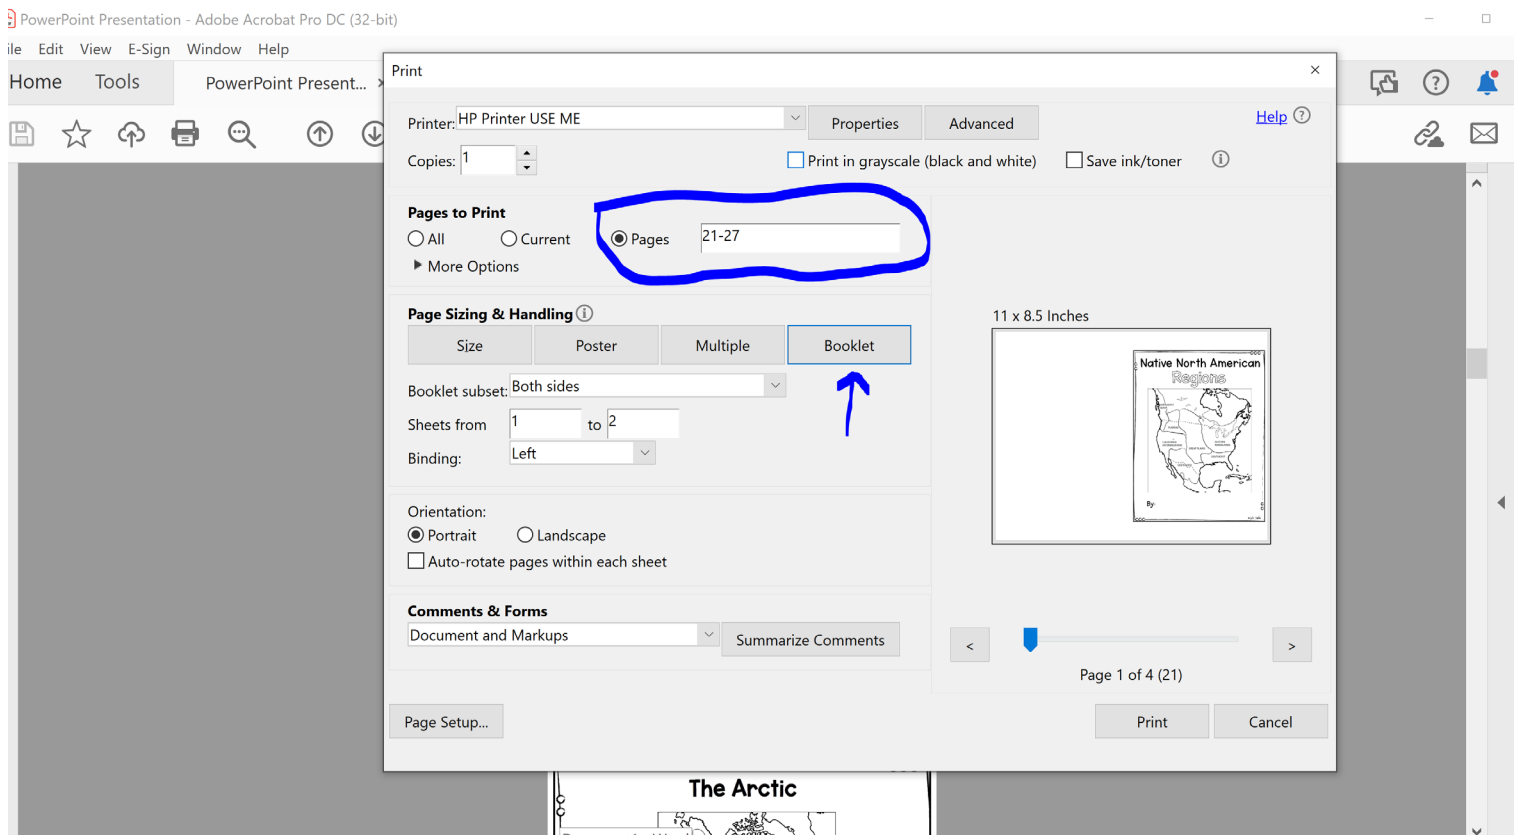 PowerPoint Presentation - Adobe Acrobat Pro DC (32-bit)
ile Edit View E-Sign Window Help
Home Tools PowerPoint Present... ×
Print
Printer: HP Printer USE ME Properties Advanced Help
Copies: 1 Print in grayscale (black and white) Save ink/toner
Pages to Print
All Current Pages 21-27
More Options
Page Sizing & Handling
Size Poster Multiple Booklet
Booklet subset: Both sides
Sheets from 1 to 2
Binding: Left
Orientation:
Portrait Landscape
Auto-rotate pages within each sheet
Comments & Forms
Document and Markups Summarize Comments
11 x 8.5 Inches
Native North American
Regions
By:
< >
Page 1 of 4 (21)
Page Setup... Print Cancel
The Arctic